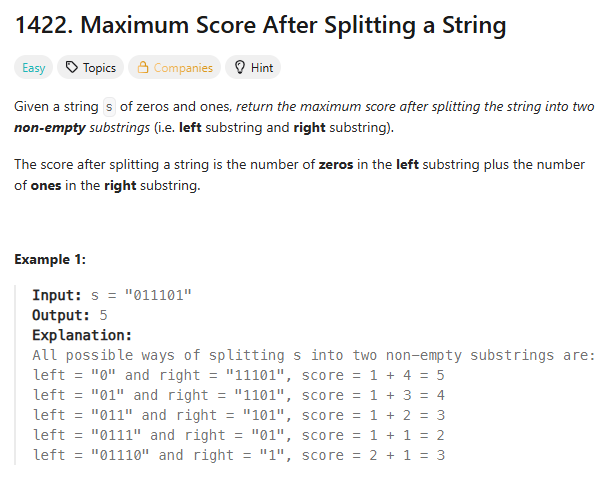 1422. Maximum Score After Splitting a String
Easy Topics Companies Hint
Given a string s of zeros and ones, return the maximum score after splitting the string into two
non-empty substrings (i.e. left substring and right substring).
The score after splitting a string is the number of zeros in the left substring plus the number
of ones in the right substring.
Example 1:
Input: s = "011101"
Output: 5
Explanation:
All possible ways of splitting s into two non-empty substrings are:
left = "0" and right = "11101", score = 1 + 4 = 5
left = "01" and right = "1101", score = 1 + 3 = 4
left = "011" and right = "101", score = 1 + 2 = 3
left = "0111" and right = "01", score = 1 + 1 = 2
left = "01110" and right = "1", score = 2 + 1 = 3